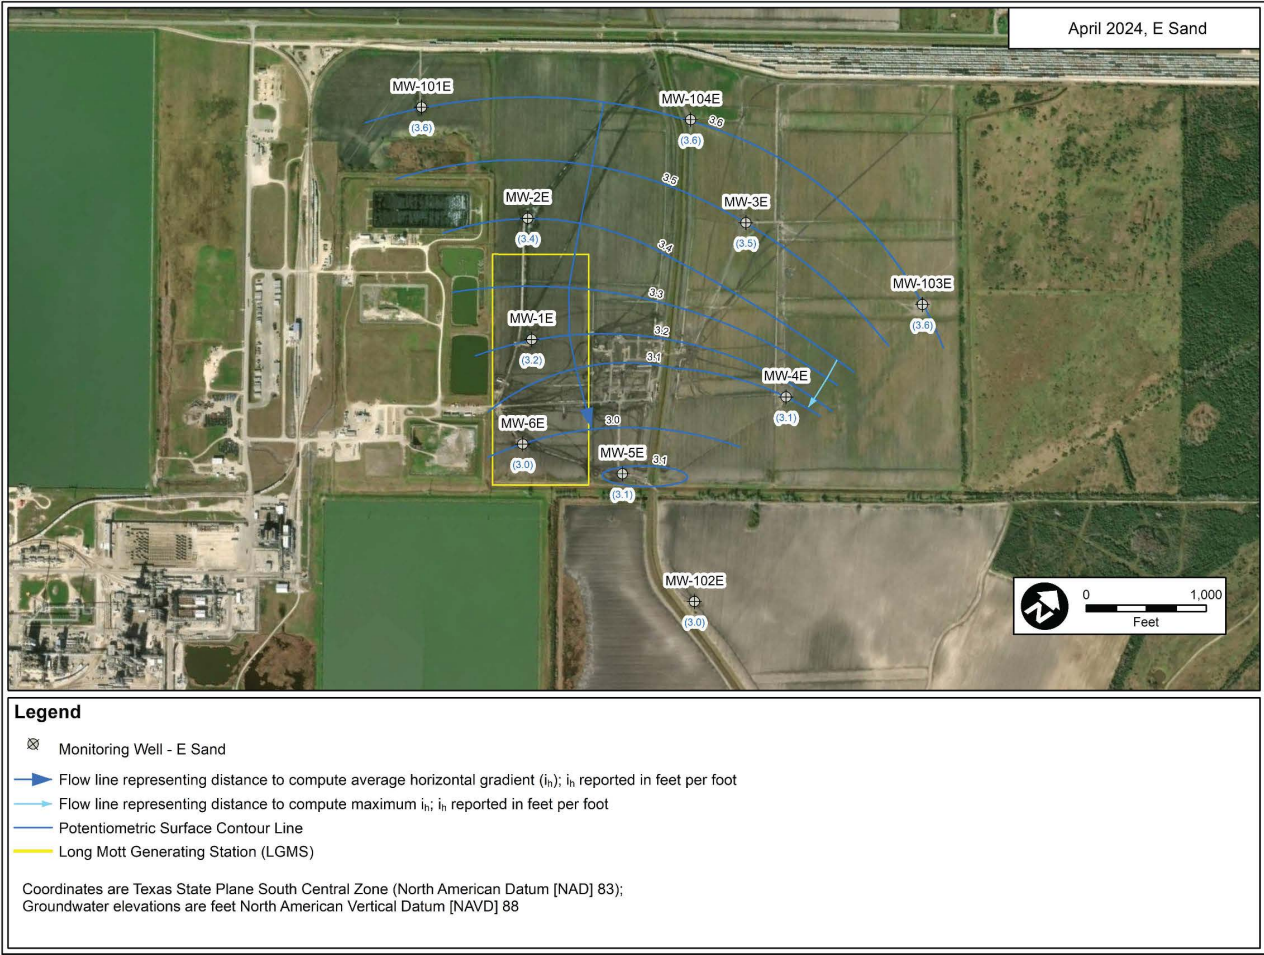 April 2024, E Sand
MW-101E
(3.6)
MW-104E
3.6
(3.6)
3.5
MW-2E
(3.4)
MW-3E
(3.5)
3.4
MW-103E
(3.6)
3.3
MW-1E
(3.2)
3.2
3.1
MW-4E
(3.1)
MW-6E
(3.0)
3.0
MW-5E
3.1
(3.1)
MW-102E
(3.0)
N
0 1,000
Feet
Legend
Monitoring Well - E Sand
Flow line representing distance to compute average horizontal gradient (ih); ih reported in feet per foot
Flow line representing distance to compute maximum ih; ih reported in feet per foot
Potentiometric Surface Contour Line
Long Mott Generating Station (LGMS)
Coordinates are Texas State Plane South Central Zone (North American Datum [NAD] 83);
Groundwater elevations are feet North American Vertical Datum [NAVD] 88